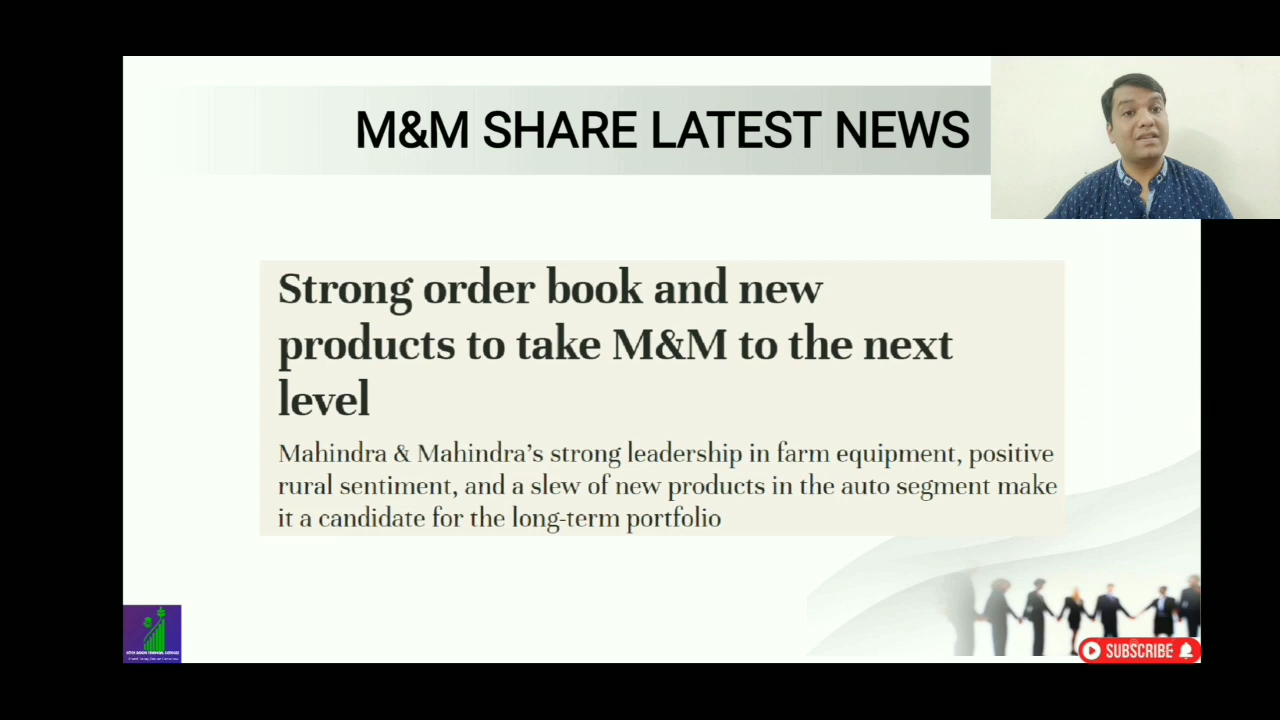 M&M SHARE LATEST NEWS
Strong order book and new
products to take M&M to the next
level
Mahindra & Mahindra's strong leadership in farm equipment, positive
rural sentiment, and a slew of new products in the auto segment make
it a candidate for the long-term portfolio
SUBSCRIBE